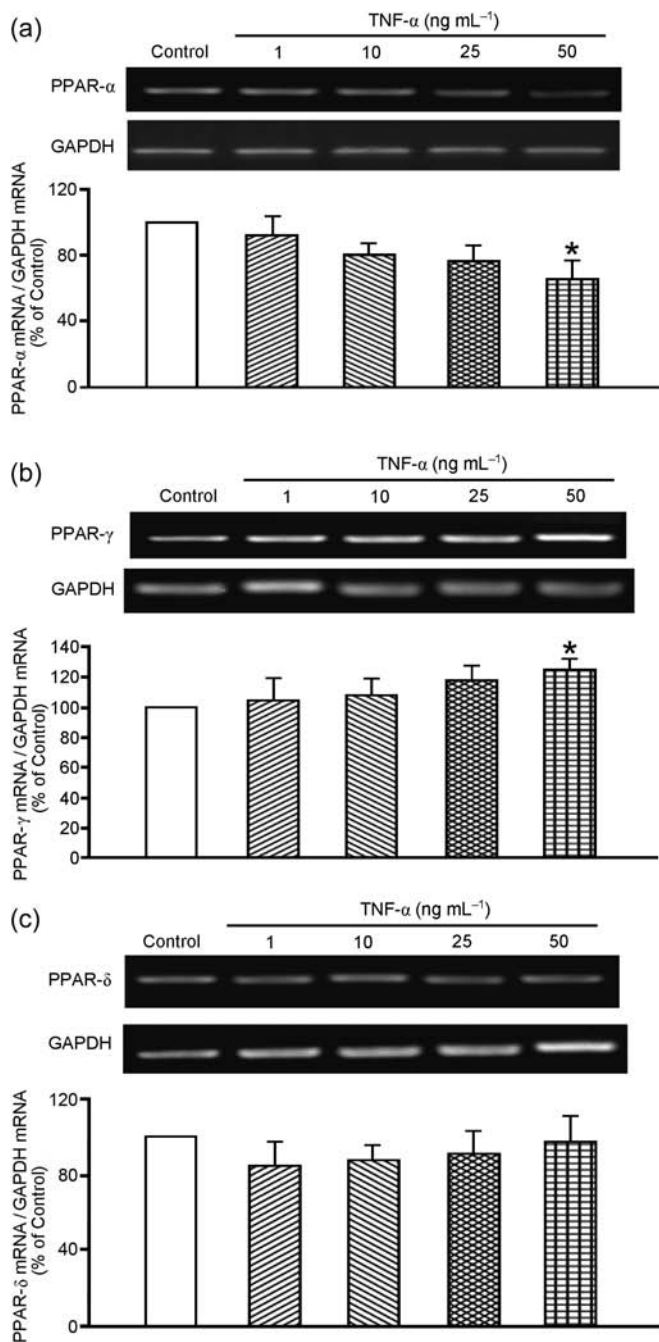 (a)
TNF-α (ng mL⁻¹)
Control 1 10 25 50
PPAR-α
GAPDH
PPAR-α mRNA / GAPDH mRNA
(% of Control)
120
80
40
0
*
(b)
TNF-α (ng mL⁻¹)
Control 1 10 25 50
PPAR-γ
GAPDH
PPAR-γ mRNA / GAPDH mRNA
(% of Control)
140
120
100
80
60
40
20
0
*
(c)
TNF-α (ng mL⁻¹)
Control 1 10 25 50
PPAR-δ
GAPDH
PPAR-δ mRNA / GAPDH mRNA
(% of Control)
120
80
40
0